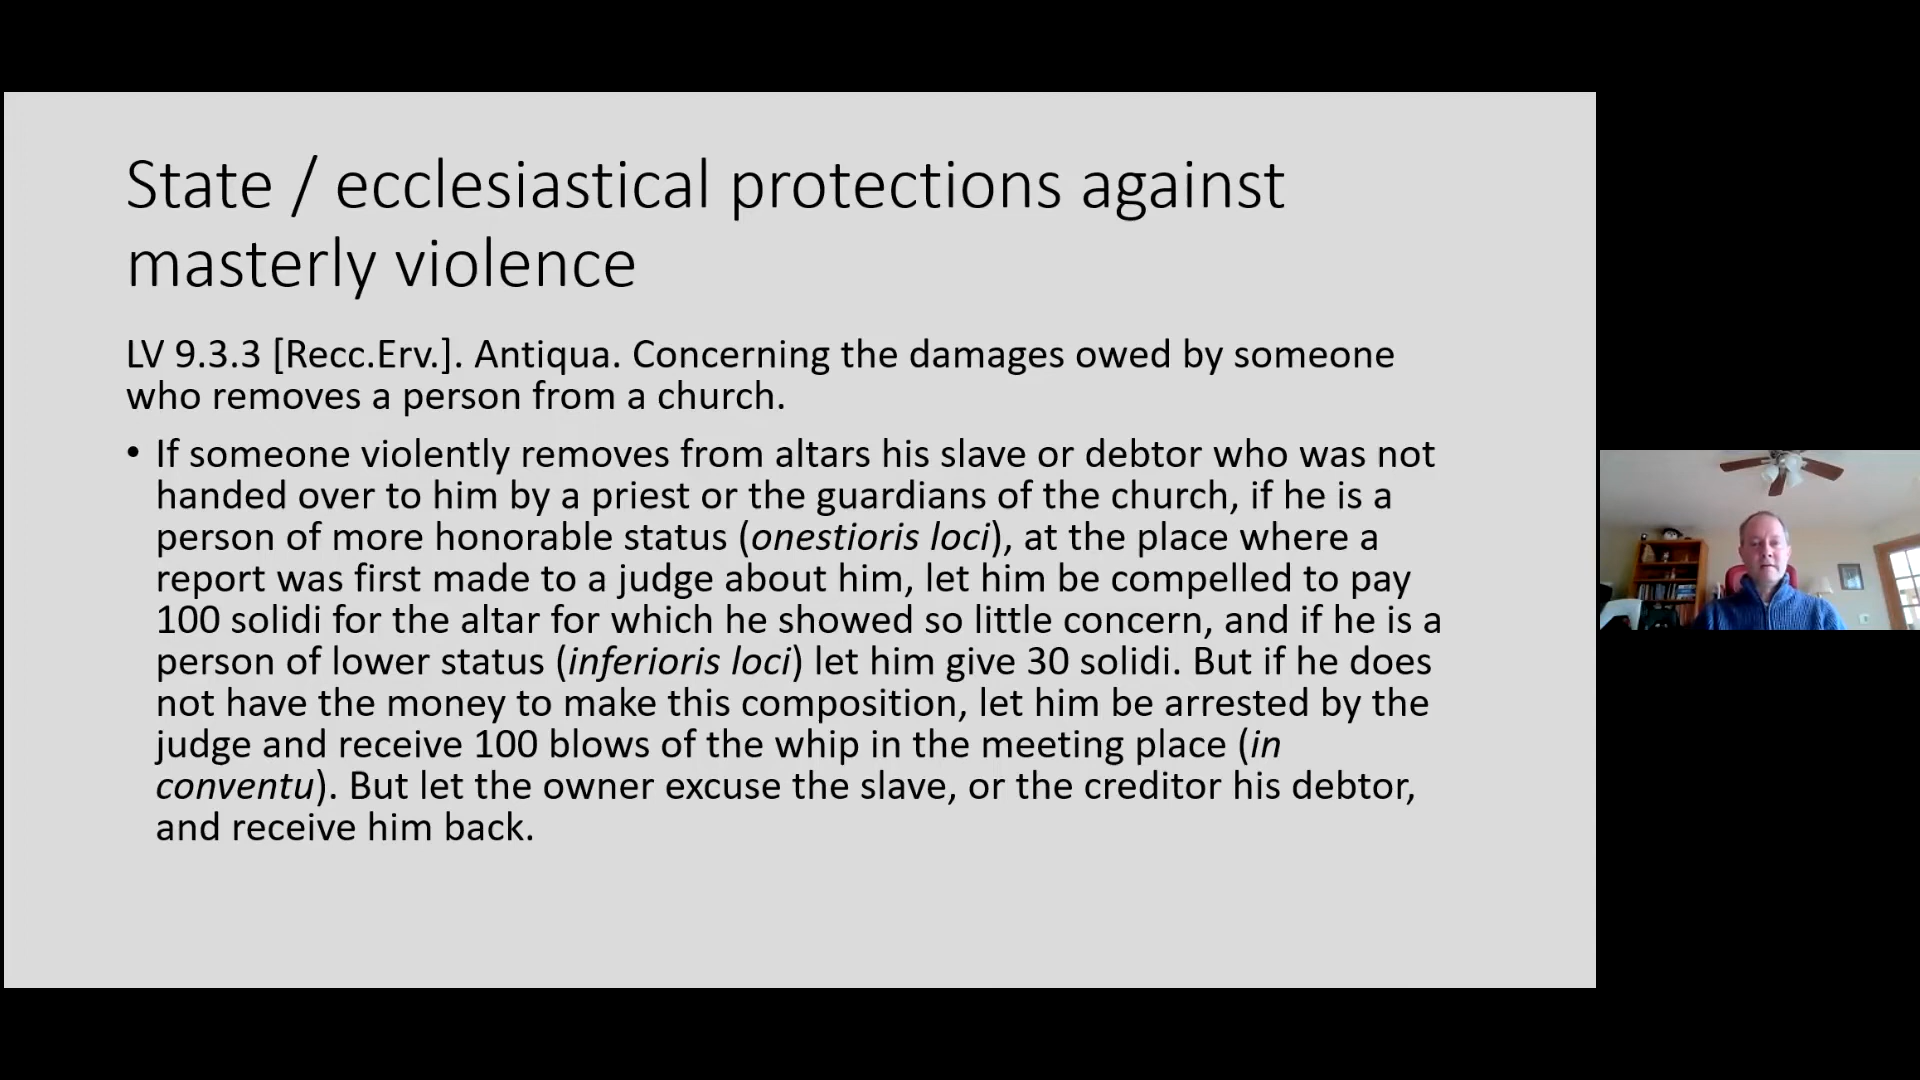 State / ecclesiastical protections against
masterly violence
LV 9.3.3 [Recc.Erv.]. Antiqua. Concerning the damages owed by someone
who removes a person from a church.
• If someone violently removes from altars his slave or debtor who was not
handed over to him by a priest or the guardians of the church, if he is a
person of more honorable status (onestioris loci), at the place where a
report was first made to a judge about him, let him be compelled to pay
100 solidi for the altar for which he showed so little concern, and if he is a
person of lower status (inferioris loci) let him give 30 solidi. But if he does
not have the money to make this composition, let him be arrested by the
judge and receive 100 blows of the whip in the meeting place (in
conventu). But let the owner excuse the slave, or the creditor his debtor,
and receive him back.